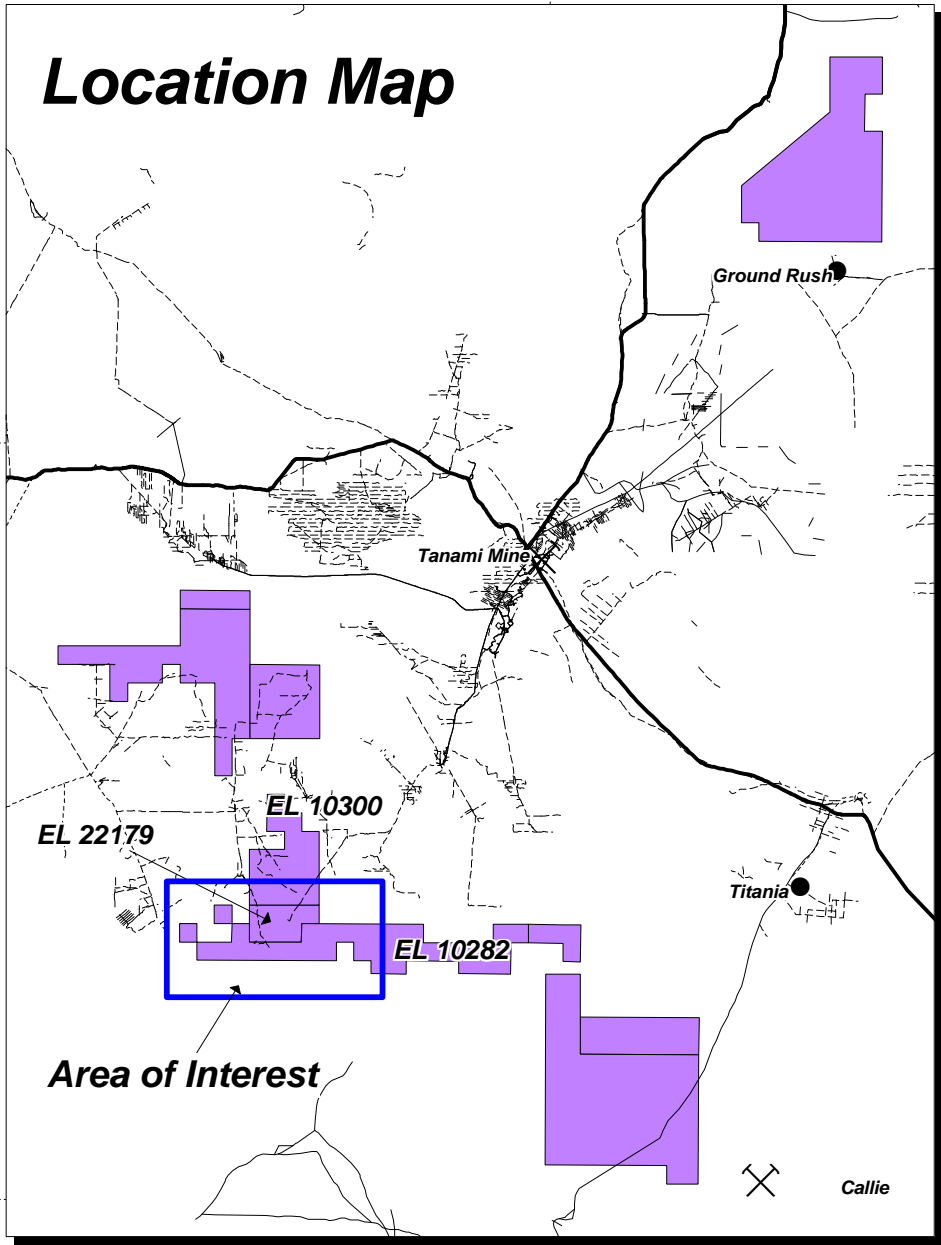 Location Map
Ground Rush
Tanami Mine
EL 10300
EL 22179
Titania
EL 10282
Area of Interest
Callie